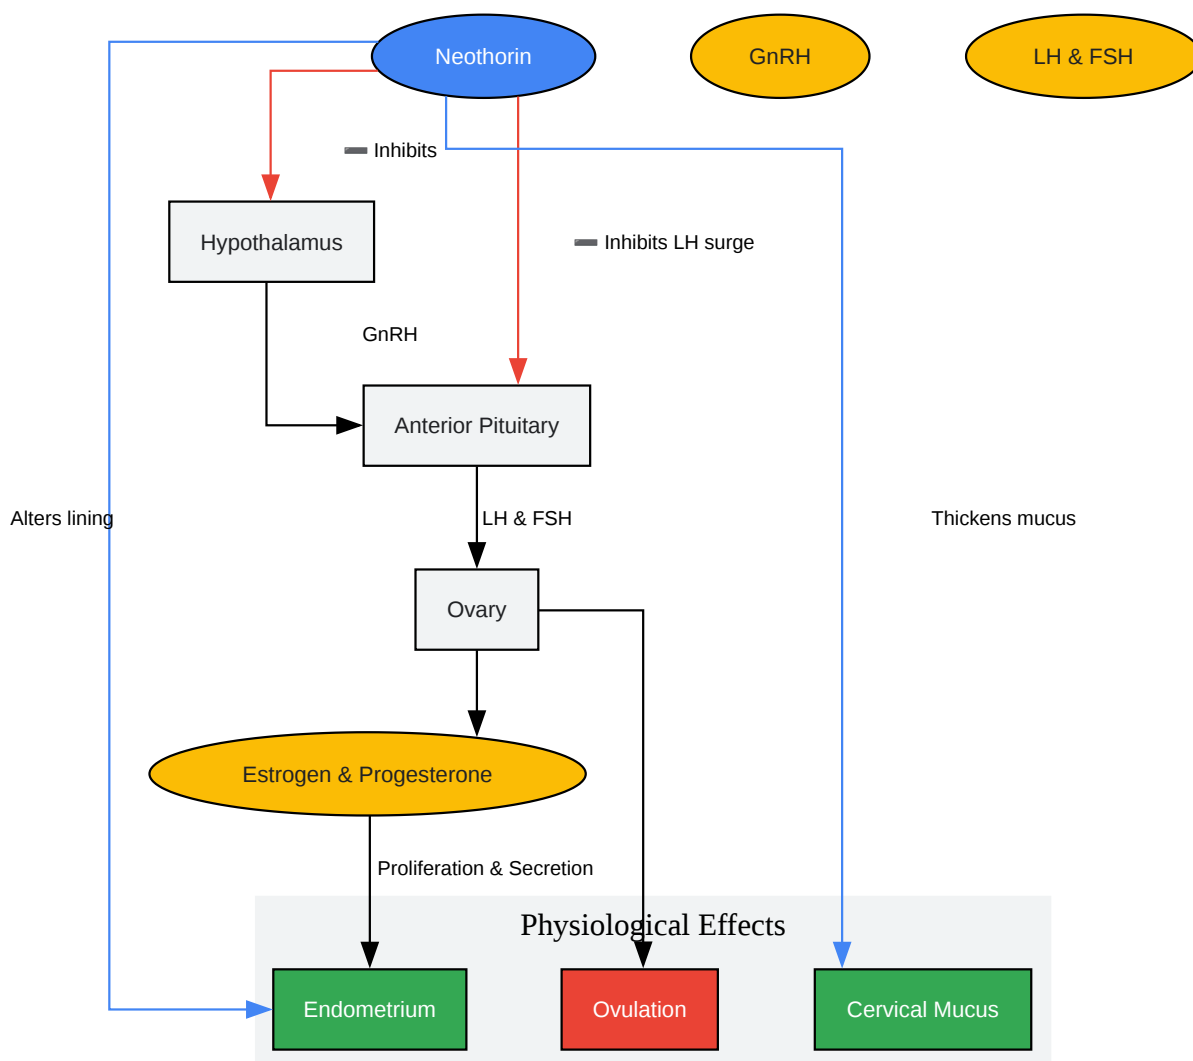 Neothorin
GnRH
LH & FSH
➖ Inhibits
Hypothalamus
➖ Inhibits LH surge
GnRH
Anterior Pituitary
Alters lining
LH & FSH
Thickens mucus
Ovary
Estrogen & Progesterone
Proliferation & Secretion
Physiological Effects
Endometrium
Ovulation
Cervical Mucus